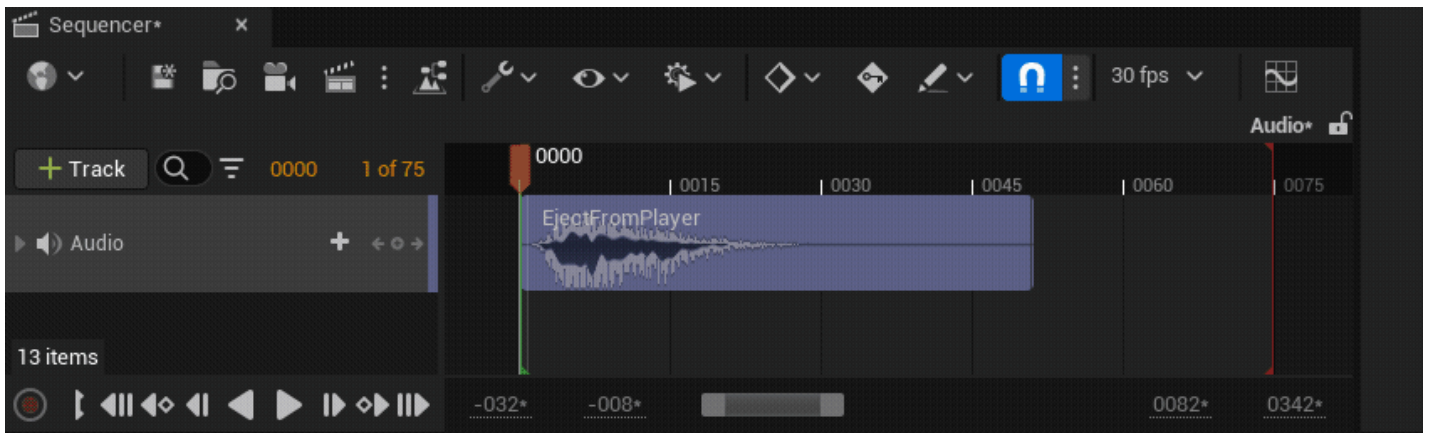 Sequencer*
30 fps
Audio*
Track
0000
1 of 75
0000
0015
0030
0045
0060
0075
Audio
EjectFromPlayer
13 items
-032*
-008*
0082*
0342*